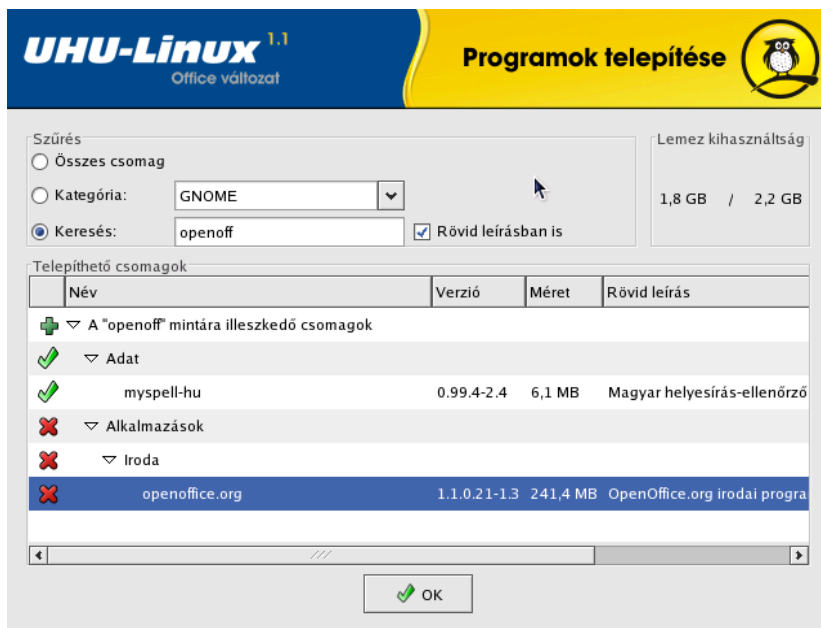 UHU-Linux 1.1
Office változat
Programok telepítése
Szűrés
Összes csomag
Kategória: GNOME
Keresés: openoff Rövid leírásban is
Lemez kihasználtság
1,8 GB / 2,2 GB
Telepíthető csomagok
Név Verzió Méret Rövid leírás
A "openoff" mintára illeszkedő csomagok
Adat
myspell-hu 0.99.4-2.4 6,1 MB Magyar helyesírás-ellenőrző
Alkalmazások
Iroda
openoffice.org 1.1.0.21-1.3 241,4 MB OpenOffice.org irodai progra
OK